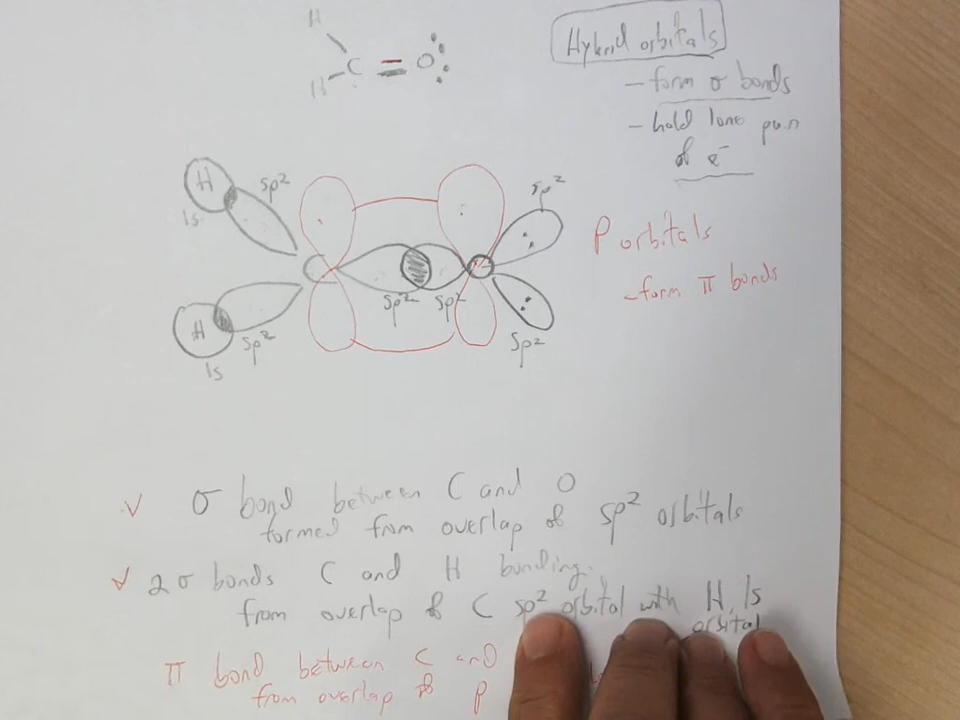 H
H C = O
Hybrid orbitals
- form σ bonds
- hold lone pair
of e⁻
H sp² sp²
1s
C O
sp² sp²
H sp² sp²
1s
P orbitals
- form π bonds
√ σ bond between C and O
formed from overlap of sp² orbitals
√ 2 σ bonds C and H bonding.
from overlap of C sp² orbital with H 1s
orbital
π bond between C and
from overlap of P